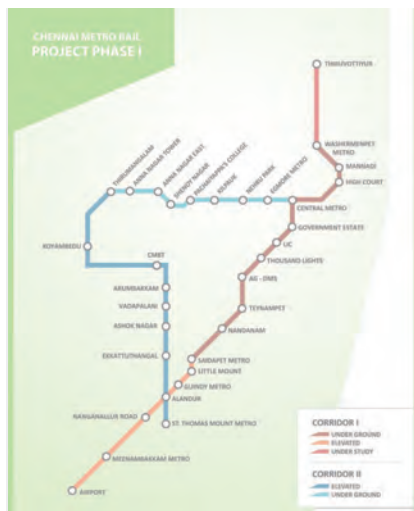 CHENNAI METRO RAIL
PROJECT PHASE I
THIRUVOTTIYUR
WASHERMENPET
METRO
MANNADI
HIGH COURT
CENTRAL METRO
EGMORE METRO
NEHRU PARK
KILPAUK
PACHAIYAPPA'S COLLEGE
SHENOY NAGAR
ANNA NAGAR EAST
ANNA NAGAR TOWER
THIRUMANGALAM
KOYAMBEDU
CMBT
ARUMBAKKAM
VADAPALANI
ASHOK NAGAR
EKKATTUTHANGAL
GOVERNMENT ESTATE
LIC
THOUSAND LIGHTS
AG - DMS
TEYNAMPET
NANDANAM
SAIDAPET METRO
LITTLE MOUNT
GUINDY METRO
ALANDUR
ST. THOMAS MOUNT METRO
NANGANALLUR ROAD
MEENAMBAKKAM METRO
AIRPORT
CORRIDOR I
UNDER GROUND
ELEVATED
UNDER STUDY
CORRIDOR II
ELEVATED
UNDER GROUND